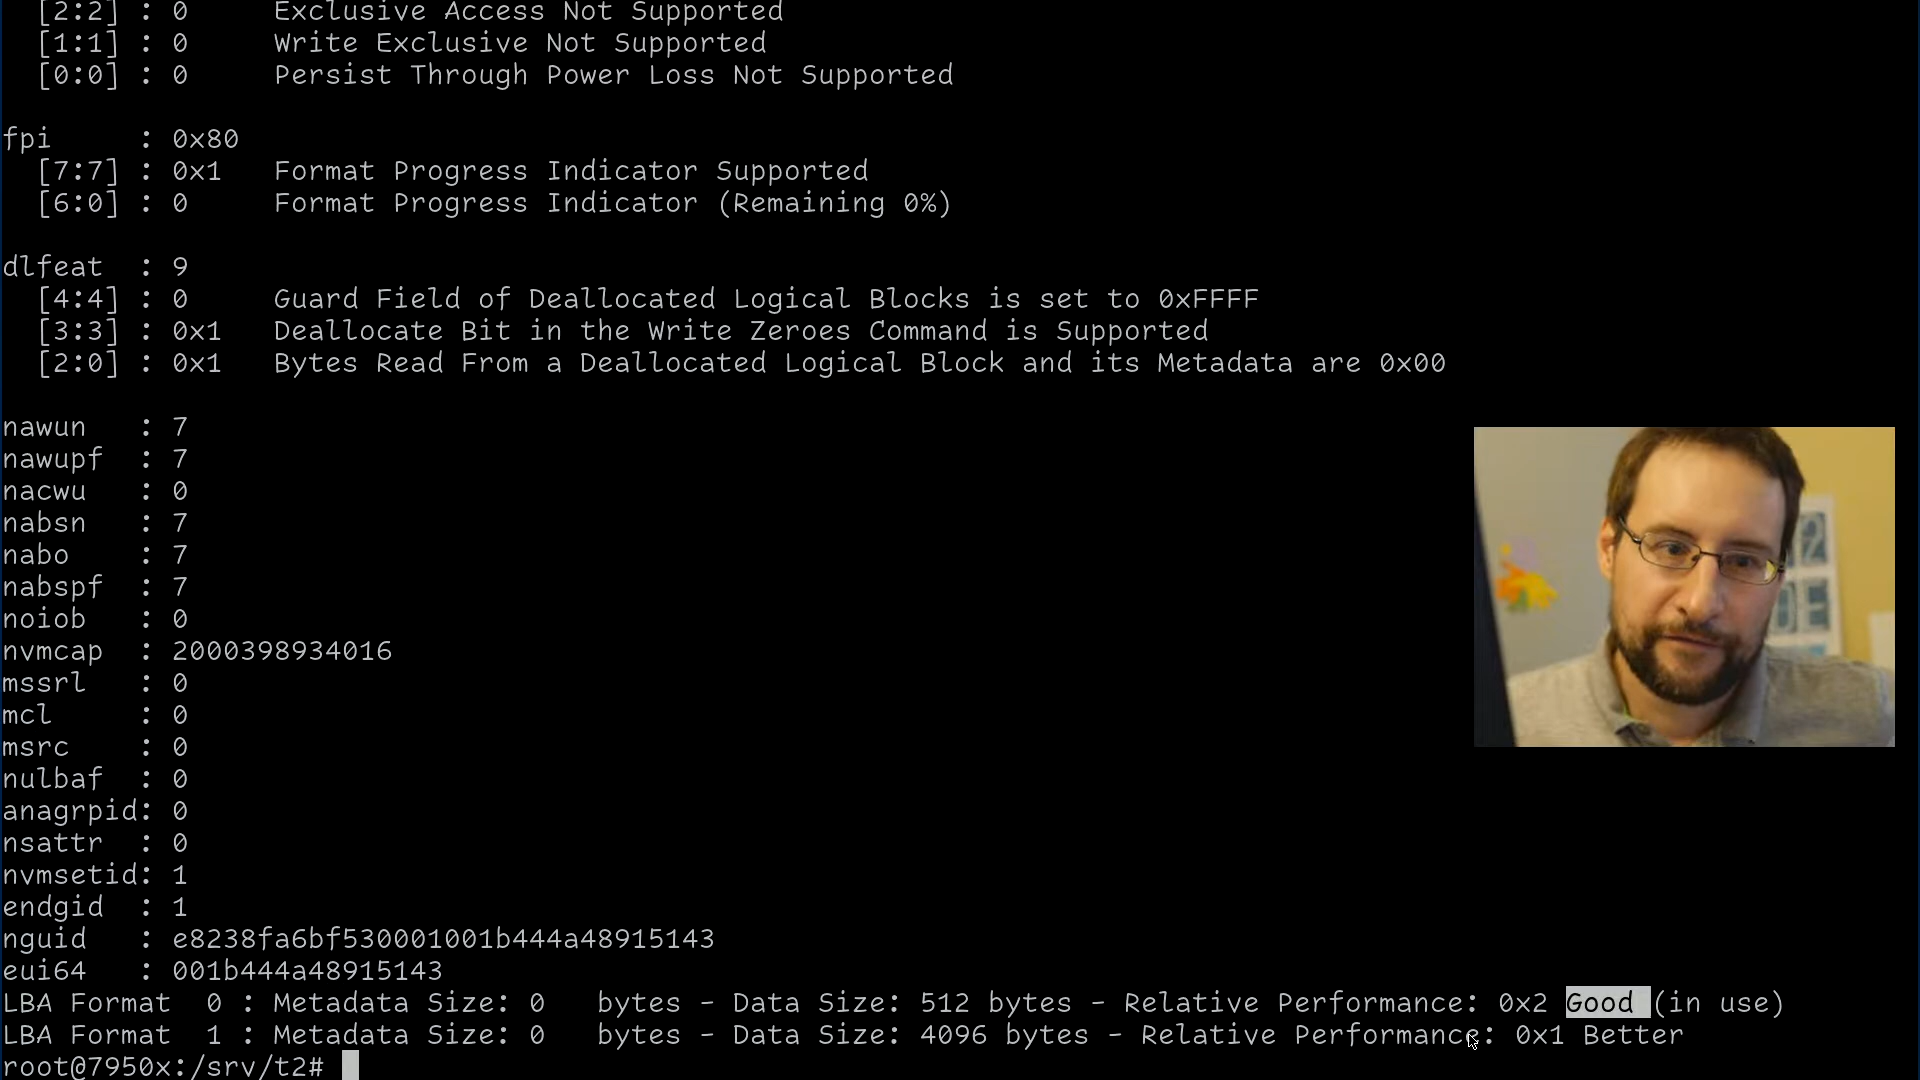 [2:2] : 0     Exclusive Access Not Supported
[1:1] : 0     Write Exclusive Not Supported
[0:0] : 0     Persist Through Power Loss Not Supported
fpi     : 0x80
[7:7] : 0x1   Format Progress Indicator Supported
[6:0] : 0     Format Progress Indicator (Remaining 0%)
dlfeat  : 9
[4:4] : 0     Guard Field of Deallocated Logical Blocks is set to 0xFFFF
[3:3] : 0x1   Deallocate Bit in the Write Zeroes Command is Supported
[2:0] : 0x1   Bytes Read From a Deallocated Logical Block and its Metadata are 0x00
nawun   : 7
nawupf  : 7
nacwu   : 0
nabsn   : 7
nabo    : 7
nabspf  : 7
noiob   : 0
nvmcap  : 2000398934016
mssrl   : 0
mcl     : 0
msrc    : 0
nulbaf  : 0
anagrpid: 0
nsattr  : 0
nvmsetid: 1
endgid  : 1
nguid   : e8238fa6bf530001001b444a48915143
eui64   : 001b444a48915143
LBA Format  0 : Metadata Size: 0   bytes - Data Size: 512 bytes - Relative Performance: 0x2 Good (in use)
LBA Format  1 : Metadata Size: 0   bytes - Data Size: 4096 bytes - Relative Performance: 0x1 Better
root@7950x:/srv/t2#